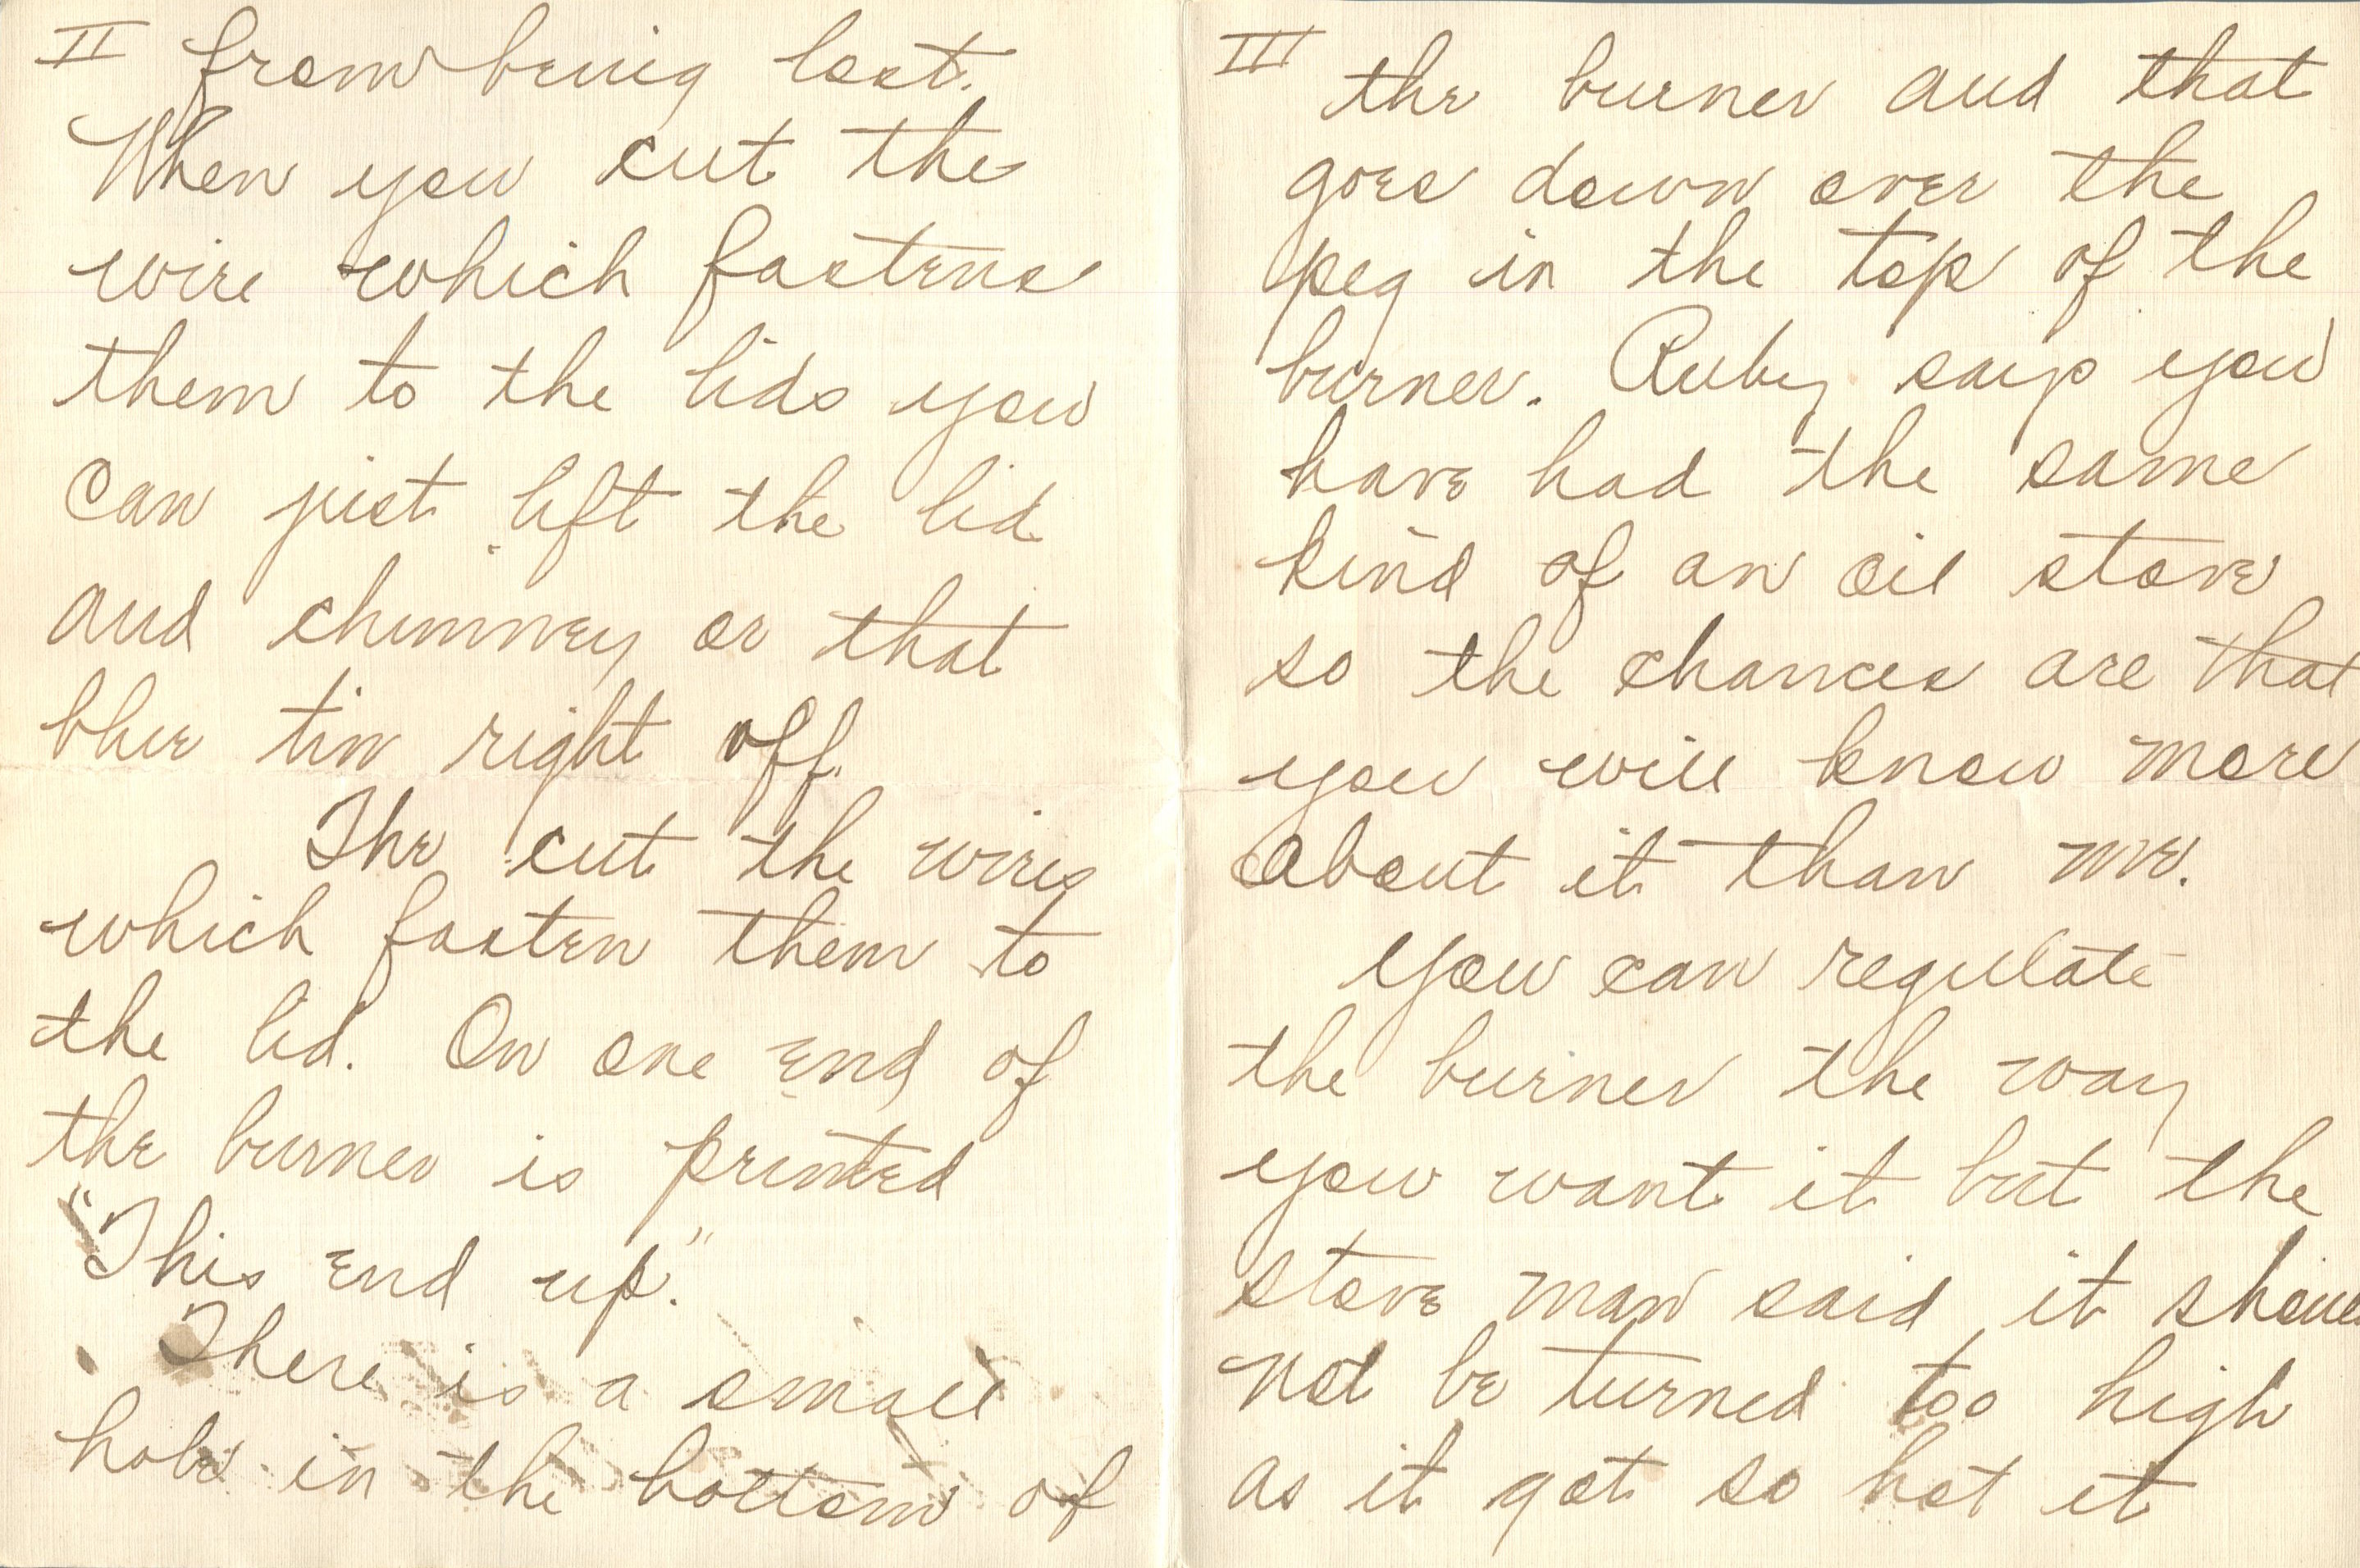 II from being lost.
When you cut the
wire which fastens
them to the lids you
can just lift the lid
and chimney or that
blue tin right off.
The cut the wires
which fasten them to
the lid. On one end of
the burner is printed
"This end up."
There is a small
hole in the bottom of
III the burner and that
goes down over the
peg in the top of the
burner. Ruby says you
have had the same
kind of an oil stove
so the chances are that
you will know more
about it than me.
You can regulate
the burner the way
you want it but the
stove man said it
not be turned too high
as it got so hot it